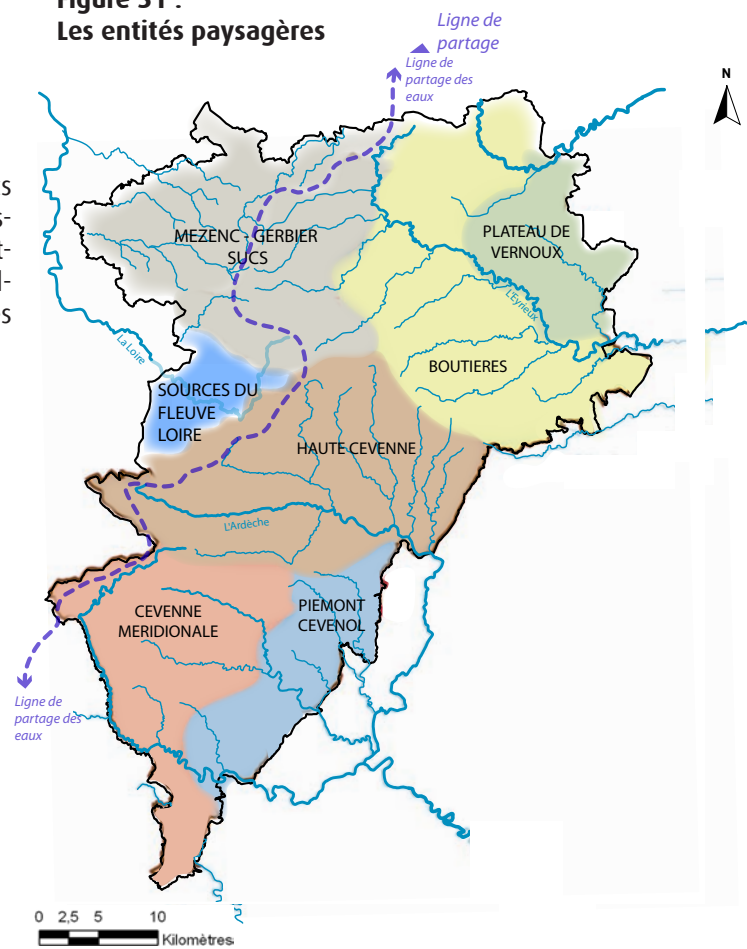 Figure 31 :
Les entités paysagères
Ligne de
partage
Ligne de
partage des
eaux
N
s
s-
t-
l-
s
MEZENC - GERBIER
SUCS
PLATEAU DE
VERNOUX
L'Eyrieux
La Loire
BOUTIERES
SOURCES DU
FLEUVE
LOIRE
HAUTE CEVENNE
L'Ardèche
CEVENNE
MERIDIONALE
PIEMONT
CEVENOL
Ligne de
partage des
eaux
0 2,5 5 10
Kilomètres